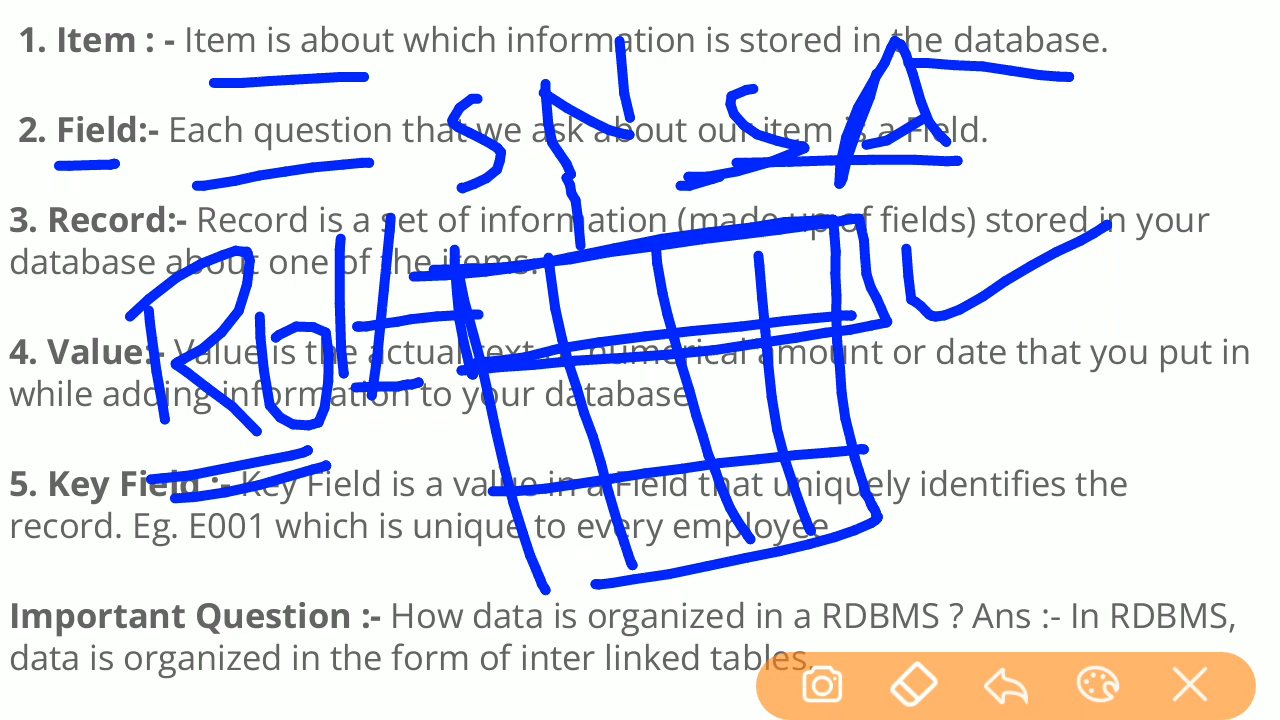 1. Item : - Item is about which information is stored in the database.
2. Field:- Each question that we ask about our item is a Field.
3. Record:- Record is a set of information (made up of fields) stored in your
database about one of the items.
4. Value:- Value is the actual text or numerical amount or date that you put in
while adding information to your database
5. Key Field :- Key Field is a value in a Field that uniquely identifies the
record. Eg. E001 which is unique to every employee
Important Question :- How data is organized in a RDBMS ? Ans :- In RDBMS,
data is organized in the form of inter linked tables.